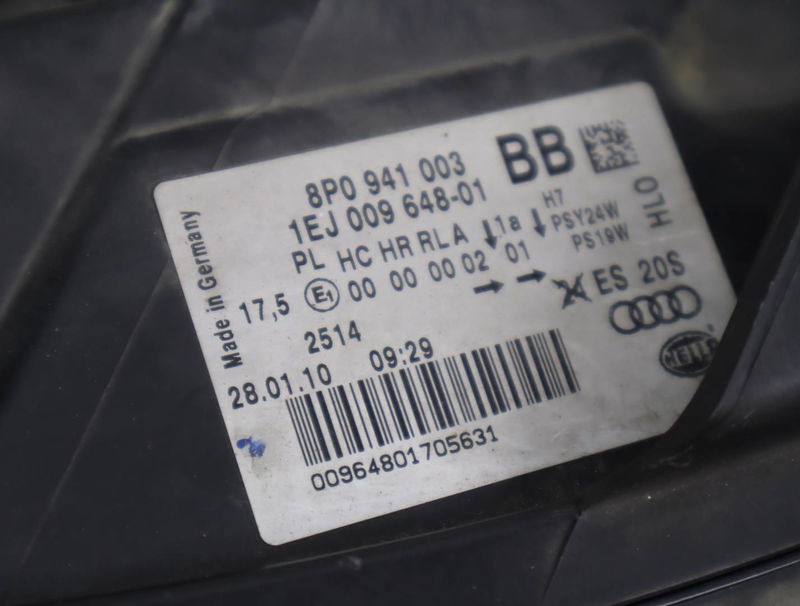 8P0 941 003
BB
1EJ 009 648-01
H7
PL HC HR RL A 1a PSY24W
PS19W
HLO
17,5 E1 00 00 00 02 01
ES 20S
2514
28.01.10 09:29
00964801705631
Made in Germany
HELLA